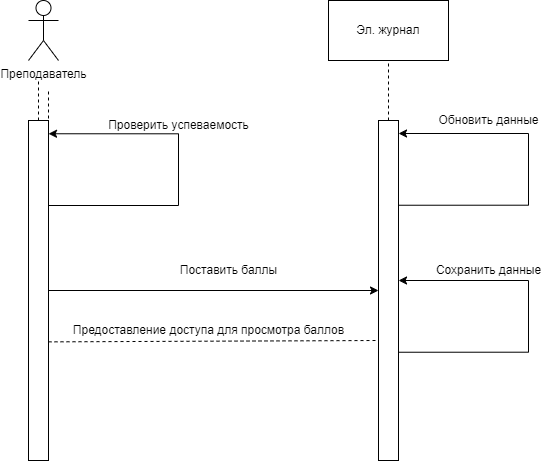 Эл. журнал
Преподаватель
Проверить успеваемость
Обновить данные
Поставить баллы
Сохранить данные
Предоставление доступа для просмотра баллов